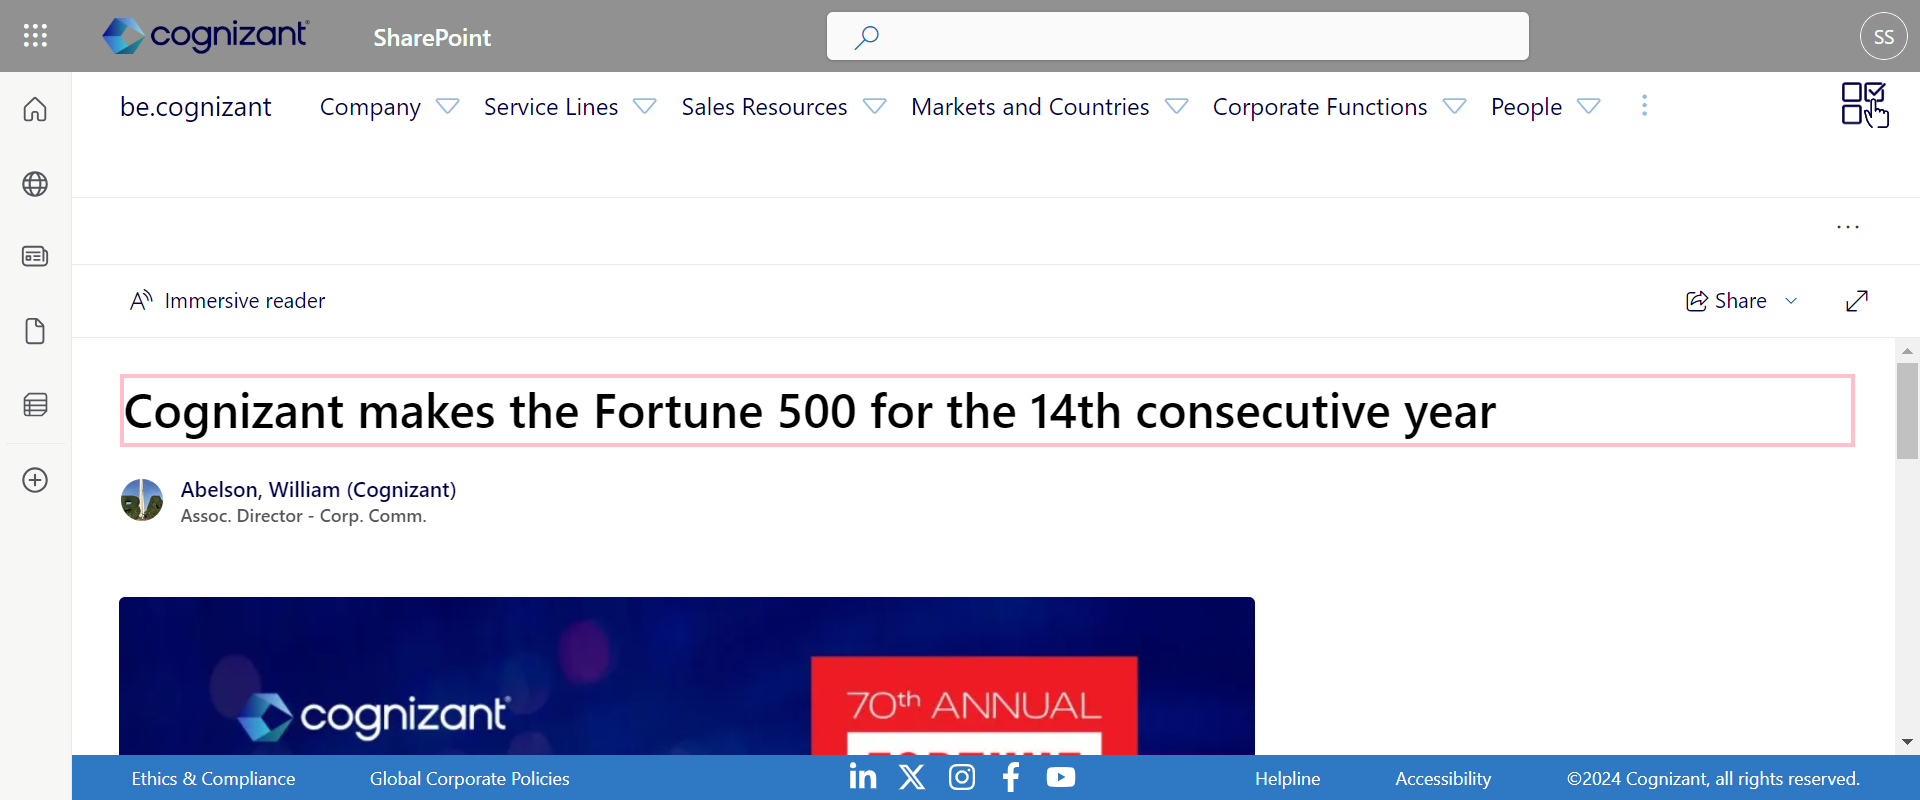 cognizant
SharePoint
SS
be.cognizant
Company
Service Lines
Sales Resources
Markets and Countries
Corporate Functions
People
Immersive reader
Share
Cognizant makes the Fortune 500 for the 14th consecutive year
Abelson, William (Cognizant)
Assoc. Director - Corp. Comm.
cognizant
70th ANNUAL
Ethics & Compliance
Global Corporate Policies
Helpline
Accessibility
©2024 Cognizant, all rights reserved.